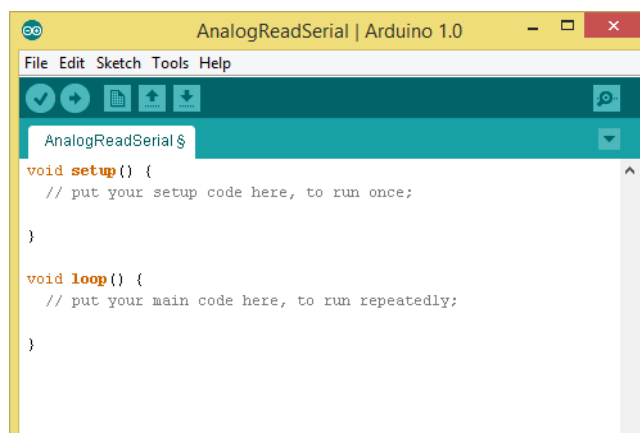 AnalogReadSerial | Arduino 1.0
File Edit Sketch Tools Help
AnalogReadSerial §
void setup() {
  // put your setup code here, to run once;
}
void loop() {
  // put your main code here, to run repeatedly;
}